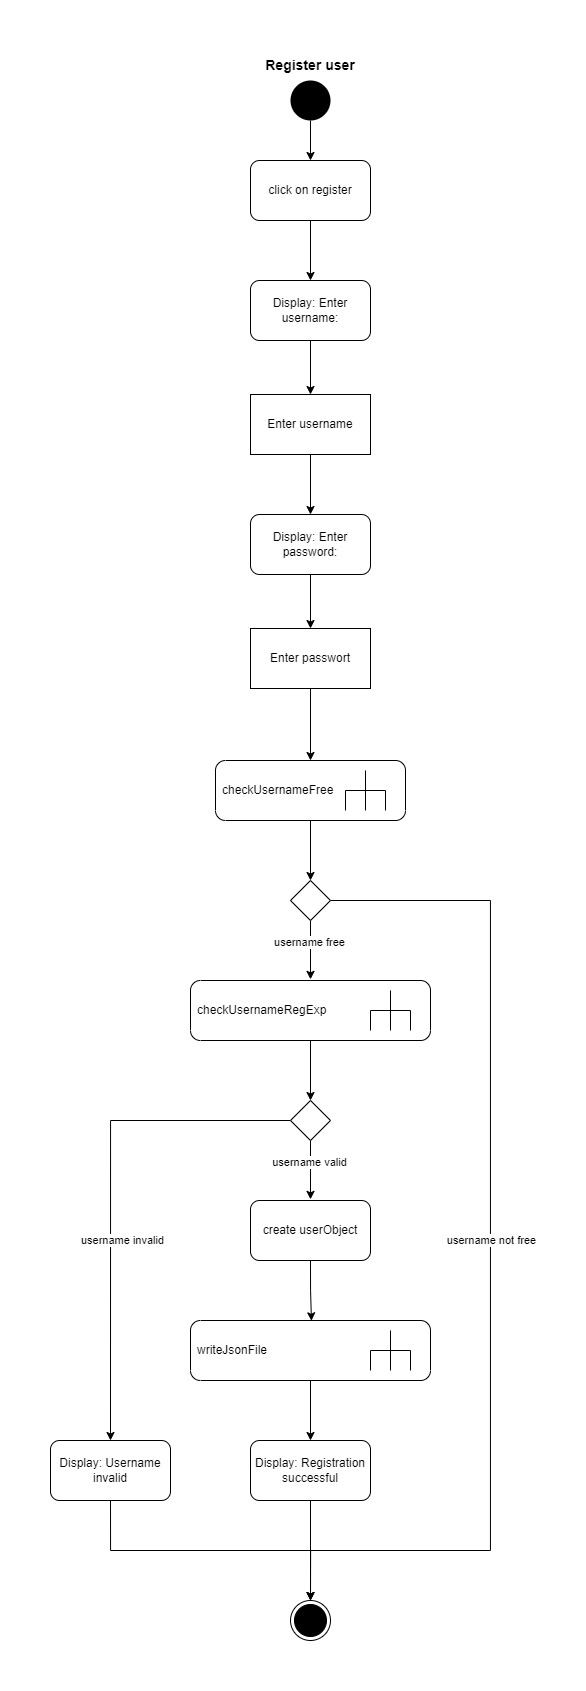 Register user
click on register
Display: Enter
username:
Enter username
Display: Enter
password:
Enter passwort
checkUsernameFree
username free
checkUsernameRegExp
username valid
create userObject
username invalid
username not free
writeJsonFile
Display: Username
invalid
Display: Registration
successful